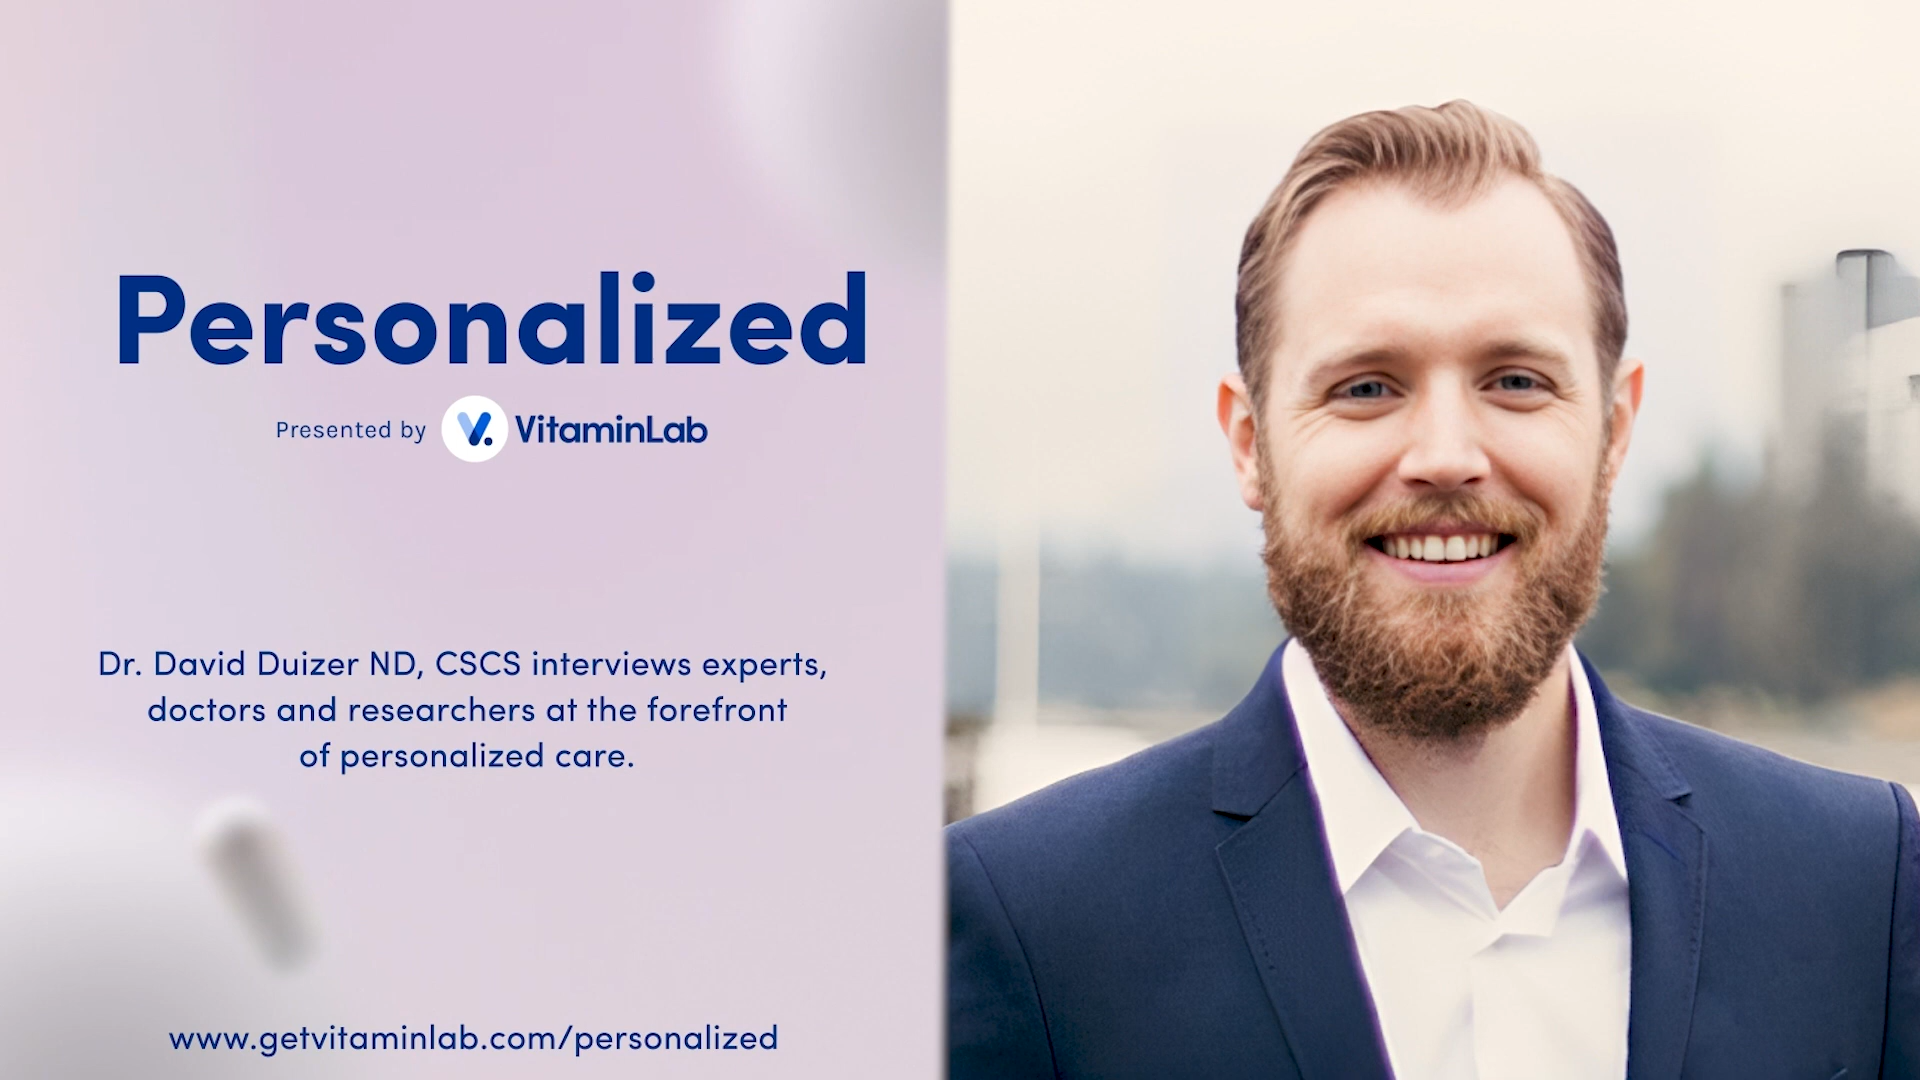 Personalized
Presented by V. VitaminLab
Dr. David Duizer ND, CSCS interviews experts,
doctors and researchers at the forefront
of personalized care.
www.getvitaminlab.com/personalized